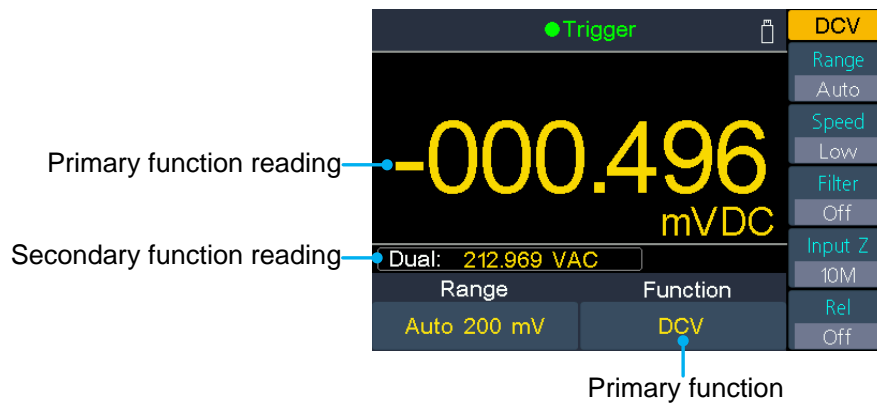 Trigger
DCV
Range
Auto
Speed
Low
Filter
Off
Input Z
10M
Rel
Off
Primary function reading
-000.496
mVDC
Secondary function reading
Dual: 212.969 VAC
Range
Function
Auto 200 mV
DCV
Primary function